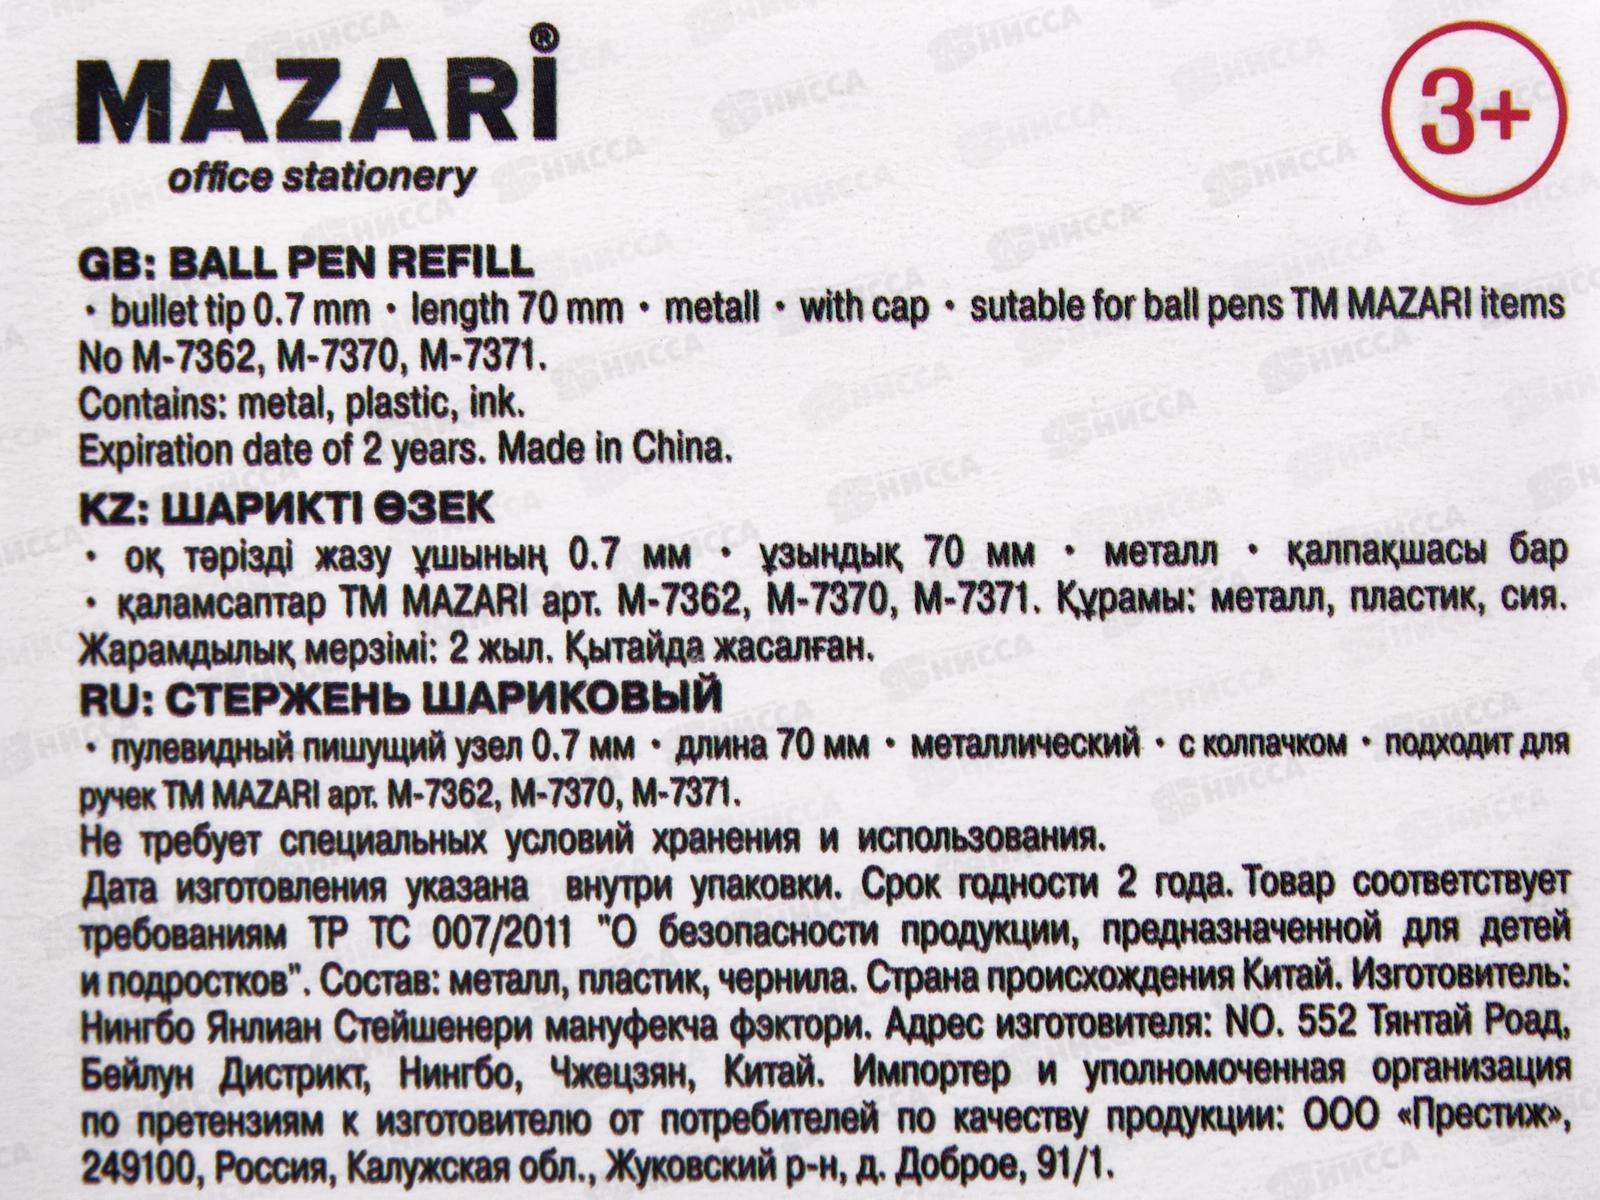 MAZARI®
office stationery
3+
GB: BALL PEN REFILL
• bullet tip 0.7 mm • length 70 mm • metall • with cap • sutable for ball pens TM MAZARI items
No M-7362, M-7370, M-7371.
Contains: metal, plastic, ink.
Expiration date of 2 years. Made in China.
KZ: ШАРИКТІ ӨЗЕК
• оқ тәрізді жазу ұшының 0.7 мм • ұзындық 70 мм • металл • қалпақшасы бар
• қаламсаптар ТМ MAZARI арт. М-7362, М-7370, М-7371. Құрамы: металл, пластик, сия.
Жарамдылық мерзімі: 2 жыл. Қытайда жасалған.
RU: СТЕРЖЕНЬ ШАРИКОВЫЙ
• пулевидный пишущий узел 0.7 мм • длина 70 мм • металлический • с колпачком • подходит для
ручек ТМ MAZARI арт. М-7362, М-7370, М-7371.
Не требует специальных условий хранения и использования.
Дата изготовления указана внутри упаковки. Срок годности 2 года. Товар соответствует
требованиям ТР ТС 007/2011 "О безопасности продукции, предназначенной для детей
и подростков". Состав: металл, пластик, чернила. Страна происхождения Китай. Изготовитель:
Нингбо Янлиан Стейшенери мануфекча фэктори. Адрес изготовителя: NO. 552 Тянтай Роад,
Бейлун Дистрикт, Нингбо, Чжецзян, Китай. Импортер и уполномоченная организация
по претензиям к изготовителю от потребителей по качеству продукции: ООО «Престиж»,
249100, Россия, Калужская обл., Жуковский р-н, д. Доброе, 91/1.